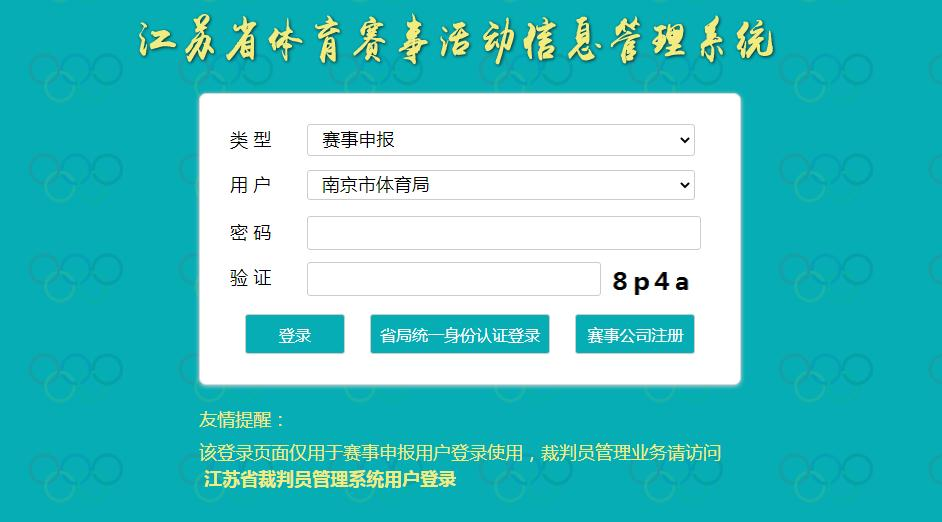 江苏省体育赛事活动信息管理系统
类 型 赛事申报
用 户 南京市体育局
密 码
验 证 8p4a
登录 省局统一身份认证登录 赛事公司注册
友情提醒：
该登录页面仅用于赛事申报用户登录使用，裁判员管理业务请访问
江苏省裁判员管理系统用户登录